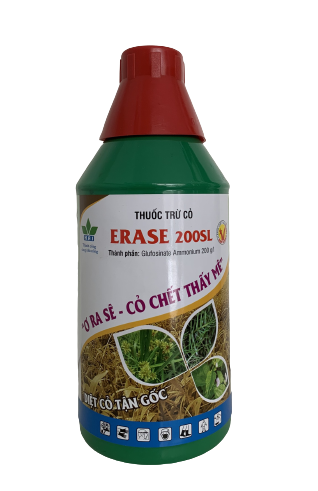 THUỐC TRỪ CỎ
ERASE 200SL
Thành phần: Glufosinate Ammonium 200 g/l
"Ơ RA SÊ - CỎ CHẾT THẤY MÊ"
DIỆT CỎ TẬN GỐC